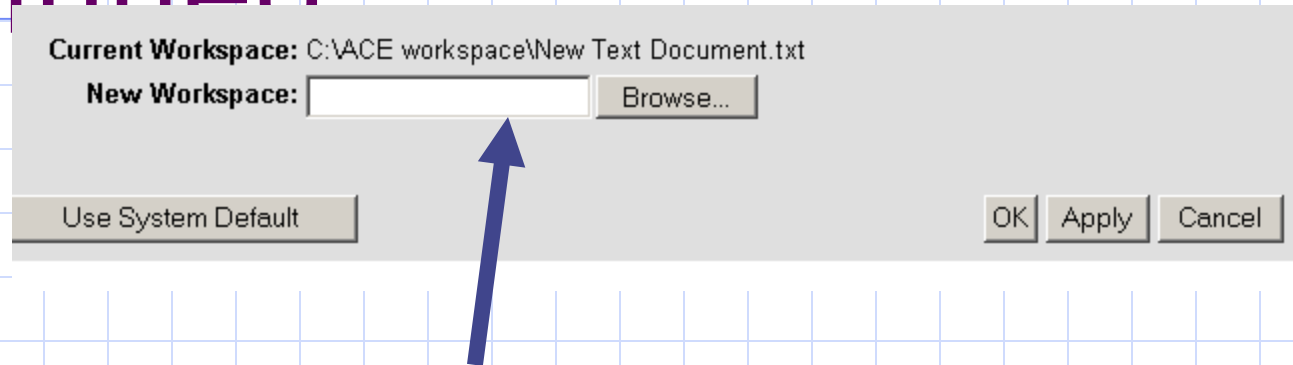 Current Workspace: C:\ACE workspace\New Text Document.txt
New Workspace: Browse...
Use System Default OK Apply Cancel